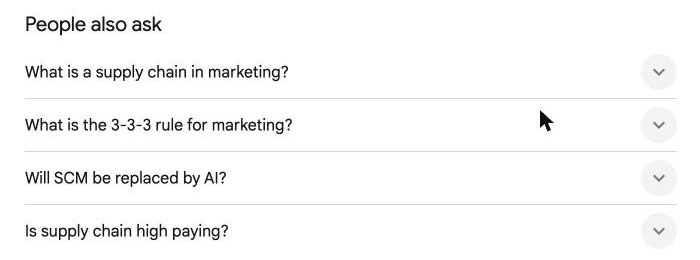 People also ask
What is a supply chain in marketing?
What is the 3-3-3 rule for marketing?
Will SCM be replaced by AI?
Is supply chain high paying?